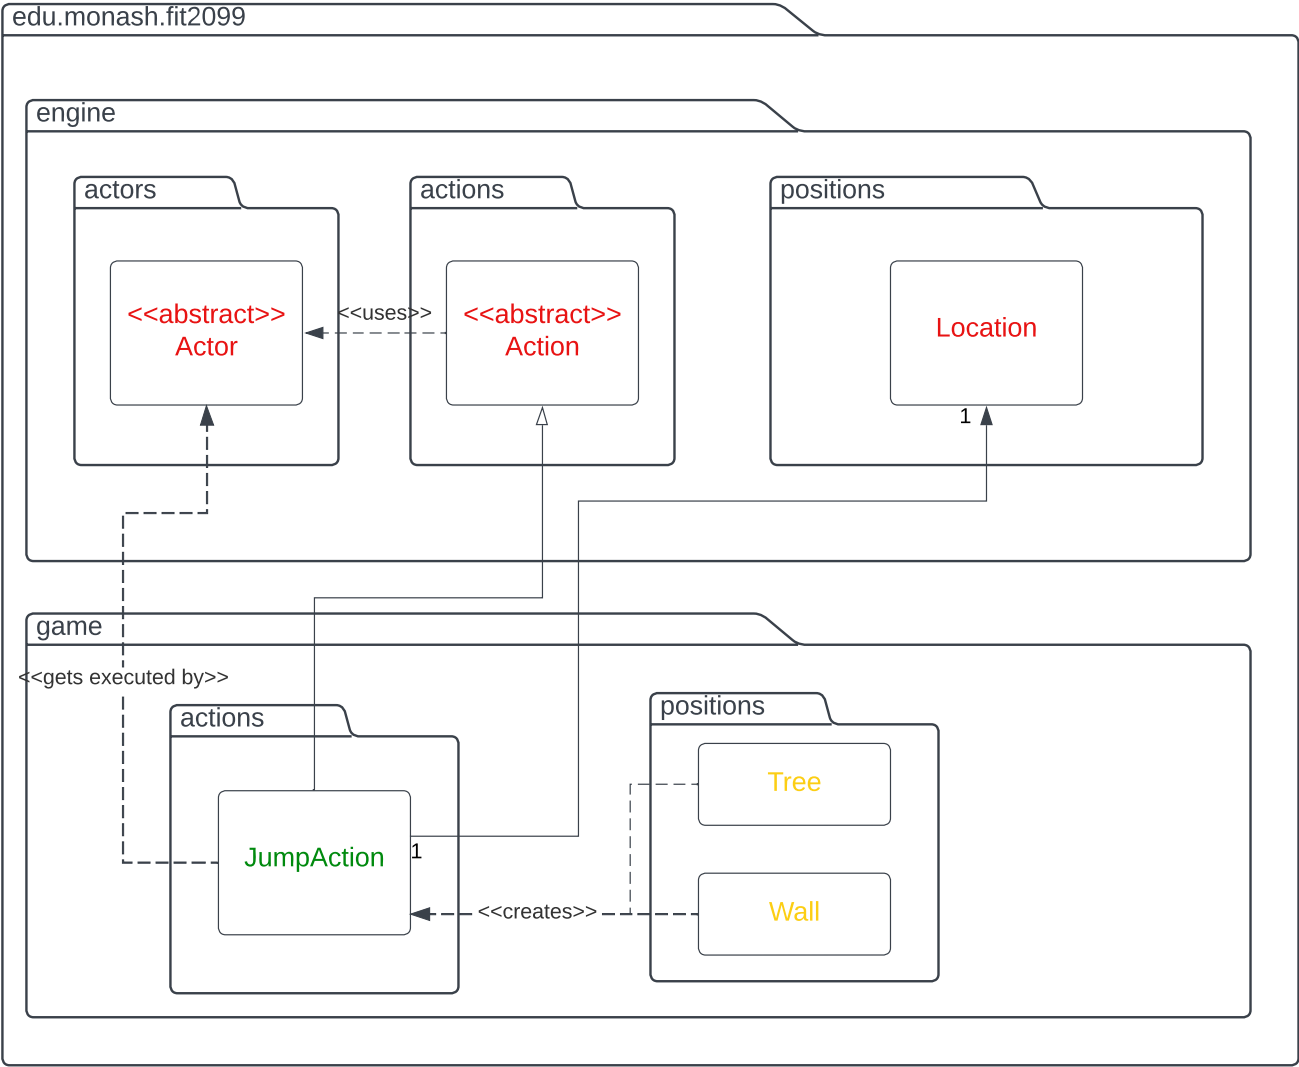 edu.monash.fit2099
engine
actors
actions
positions
<<abstract>>
Actor
<<uses>>
<<abstract>>
Action
Location
1
game
<<gets executed by>>
actions
positions
Tree
JumpAction
1
<<creates>>
Wall